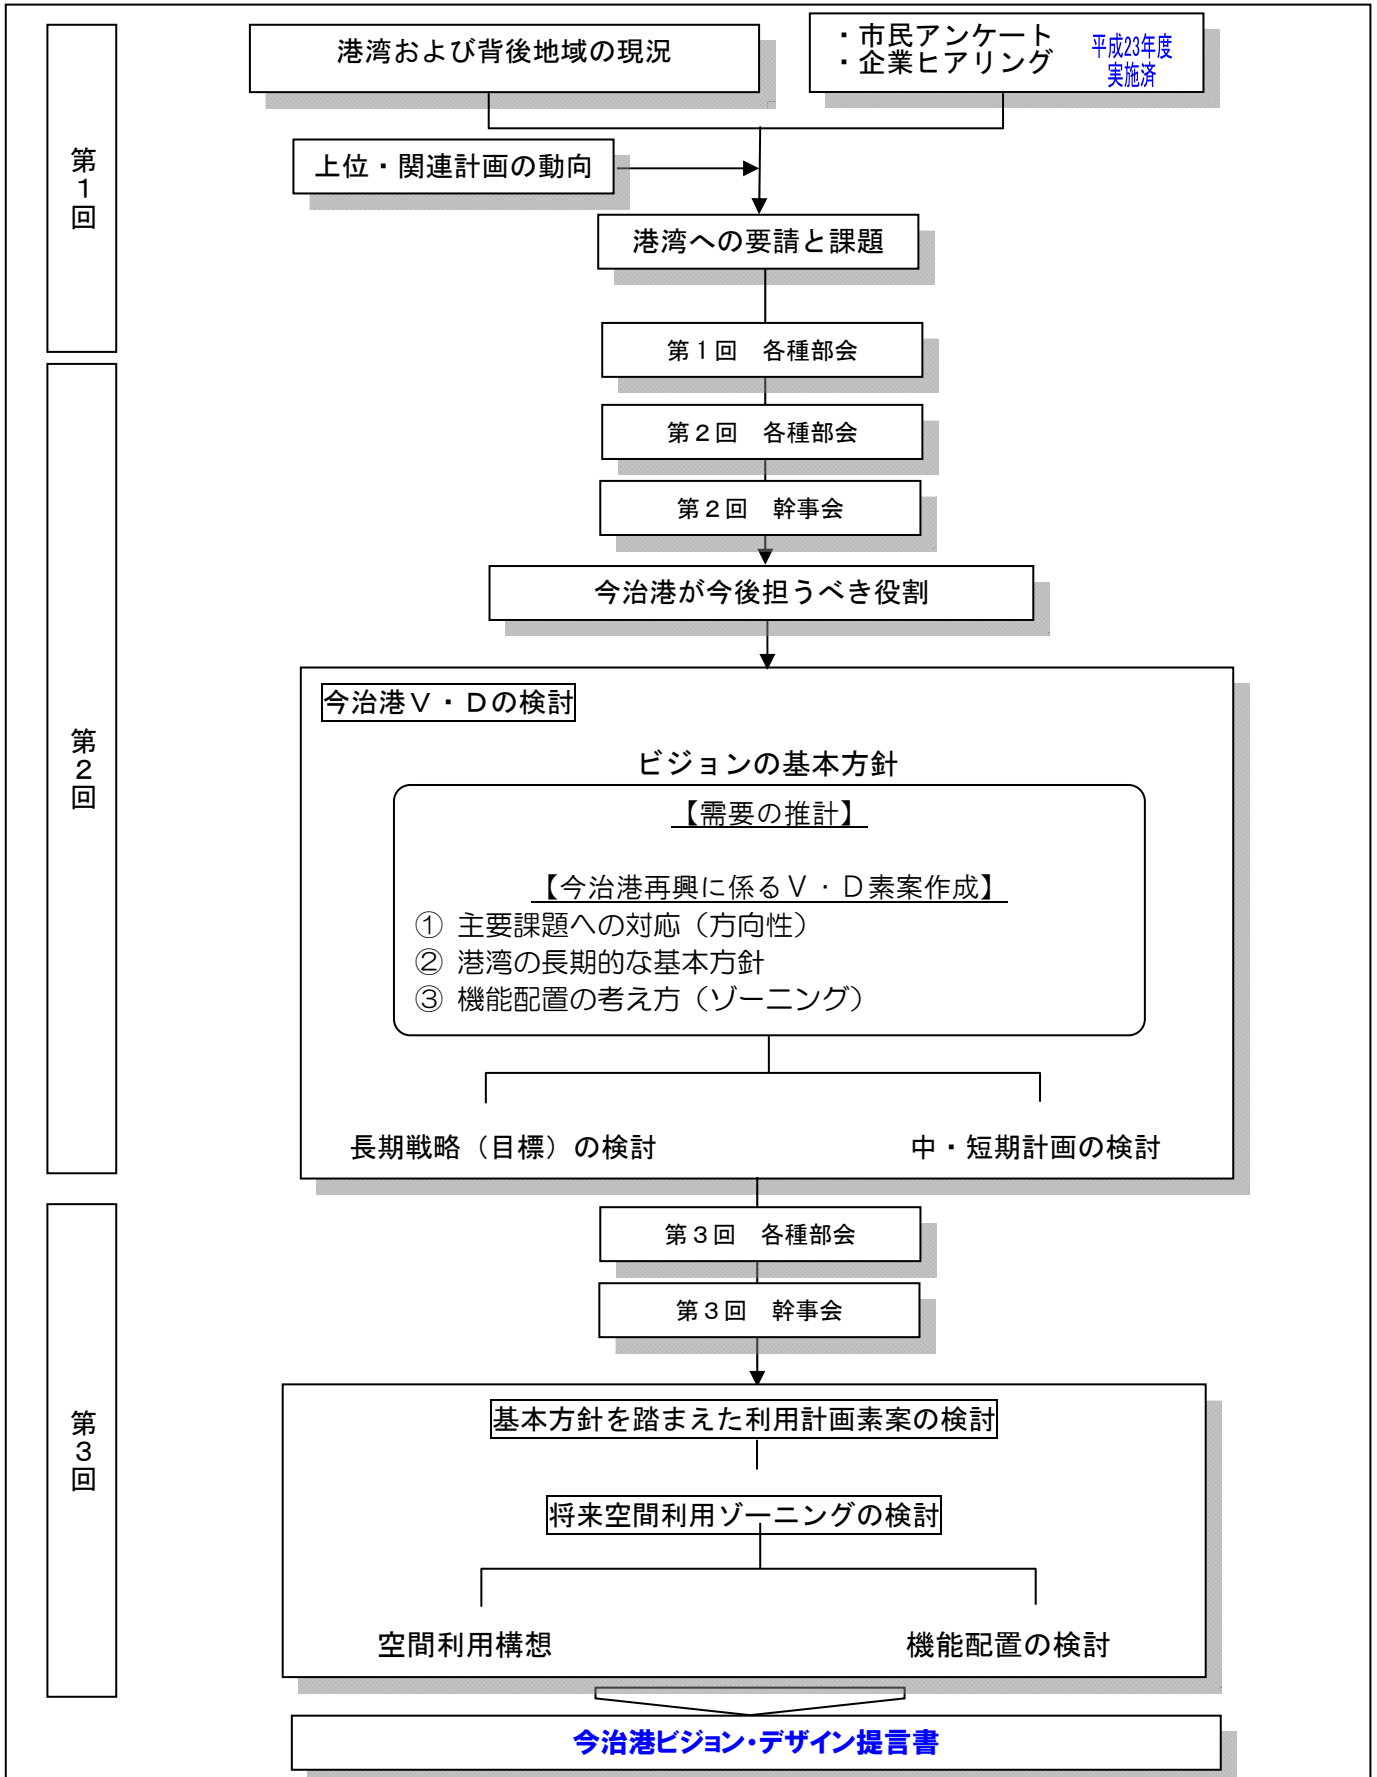 第1回
港湾および背後地域の現況
・市民アンケート
・企業ヒアリング
平成23年度
実施済
上位・関連計画の動向
港湾への要請と課題
第1回　各種部会
第2回
第2回　各種部会
第2回　幹事会
今治港が今後担うべき役割
今治港V・Dの検討
ビジョンの基本方針
【需要の推計】
【今治港再興に係るV・D素案作成】
① 主要課題への対応（方向性）
② 港湾の長期的な基本方針
③ 機能配置の考え方（ゾーニング）
長期戦略（目標）の検討
中・短期計画の検討
第3回
第3回　各種部会
第3回　幹事会
基本方針を踏まえた利用計画素案の検討
将来空間利用ゾーニングの検討
空間利用構想
機能配置の検討
今治港ビジョン・デザイン提言書